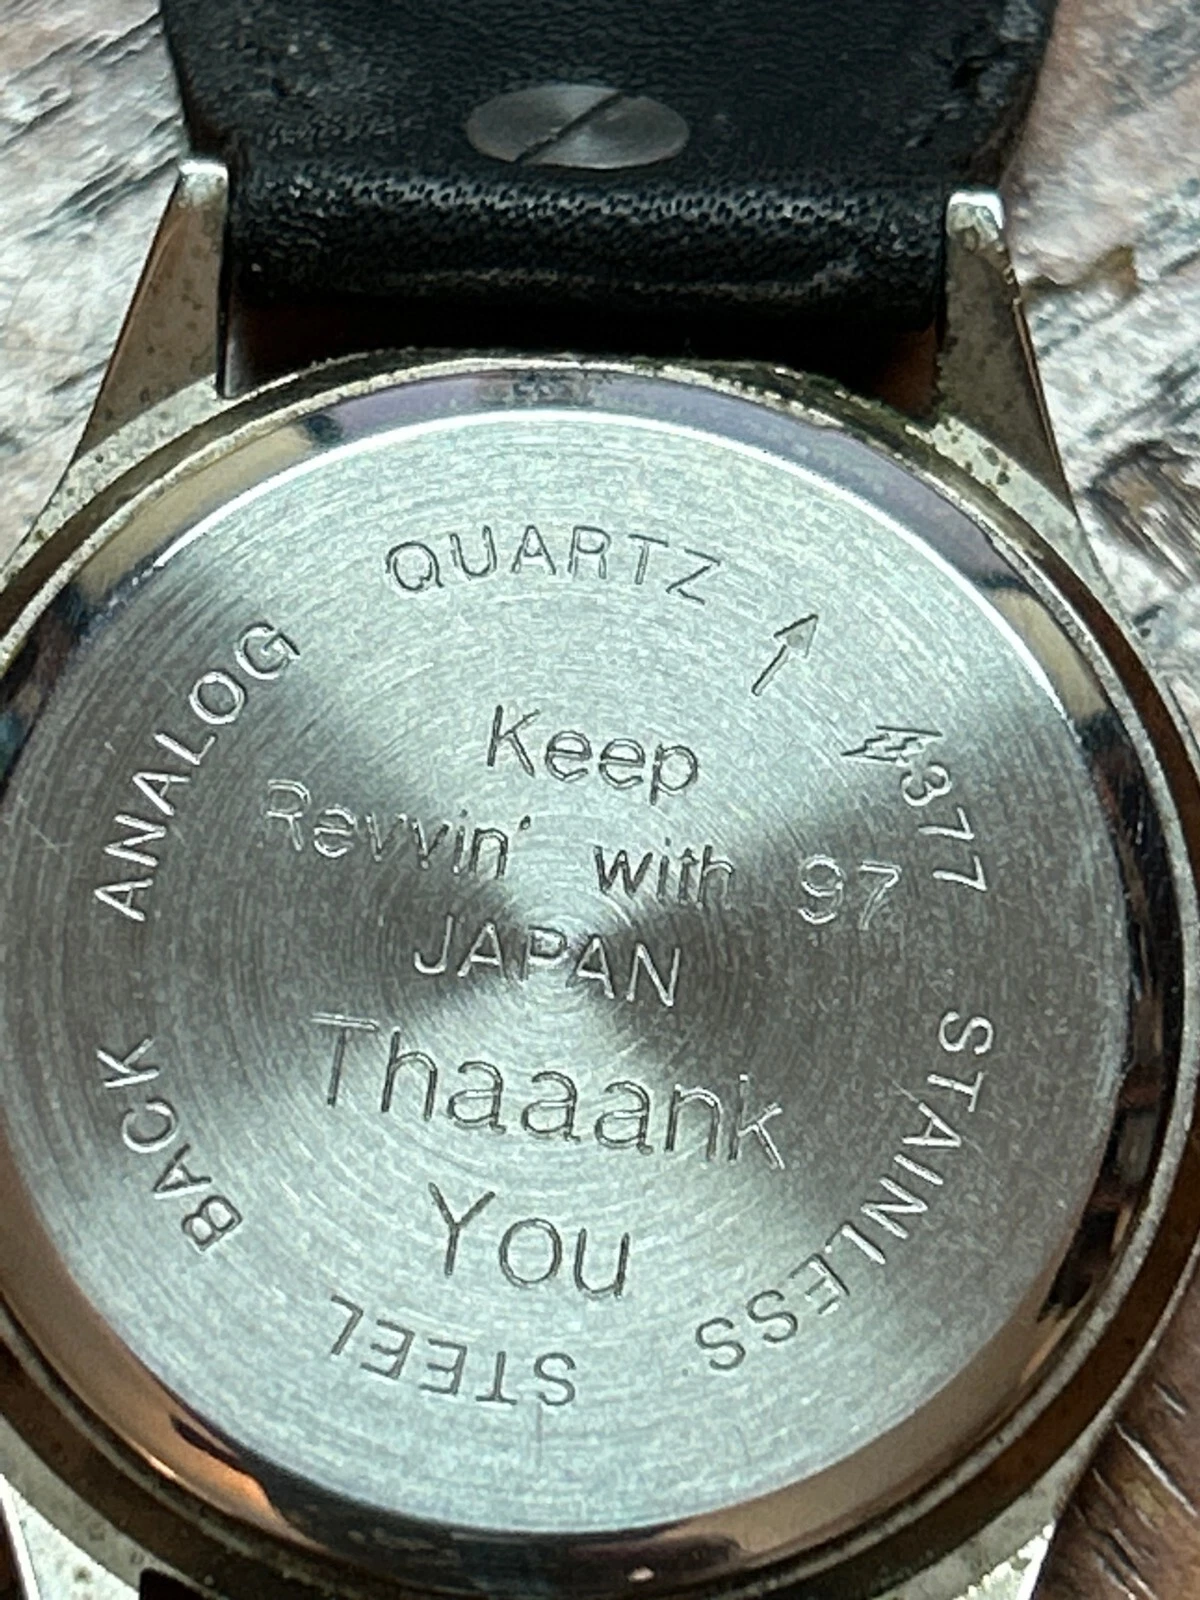 QUARTZ
377
STAINLESS
STEEL
BACK
ANALOG
Keep
Revvin' with 97
JAPAN
Thaaank
You